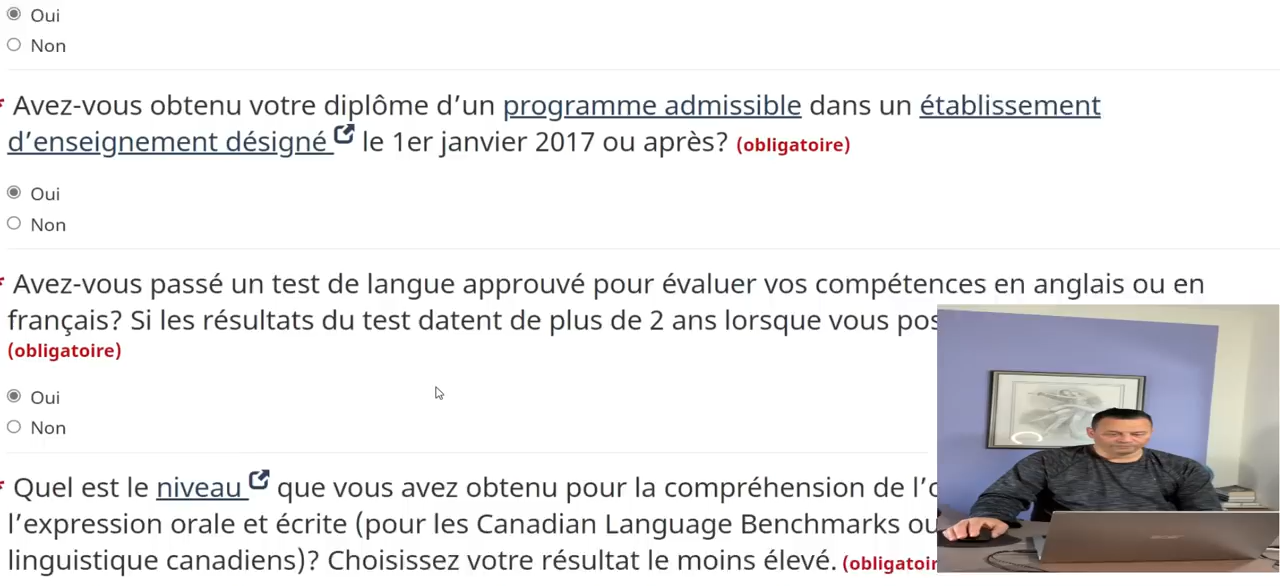 Oui
Non
* Avez-vous obtenu votre diplôme d’un programme admissible dans un établissement
d’enseignement désigné le 1er janvier 2017 ou après? (obligatoire)
Oui
Non
* Avez-vous passé un test de langue approuvé pour évaluer vos compétences en anglais ou en
français? Si les résultats du test datent de plus de 2 ans lorsque vous
(obligatoire)
Oui
Non
* Quel est le niveau que vous avez obtenu pour la compréhension de
l’expression orale et écrite (pour les Canadian Language Benchmarks ou
linguistique canadiens)? Choisissez votre résultat le moins élevé.